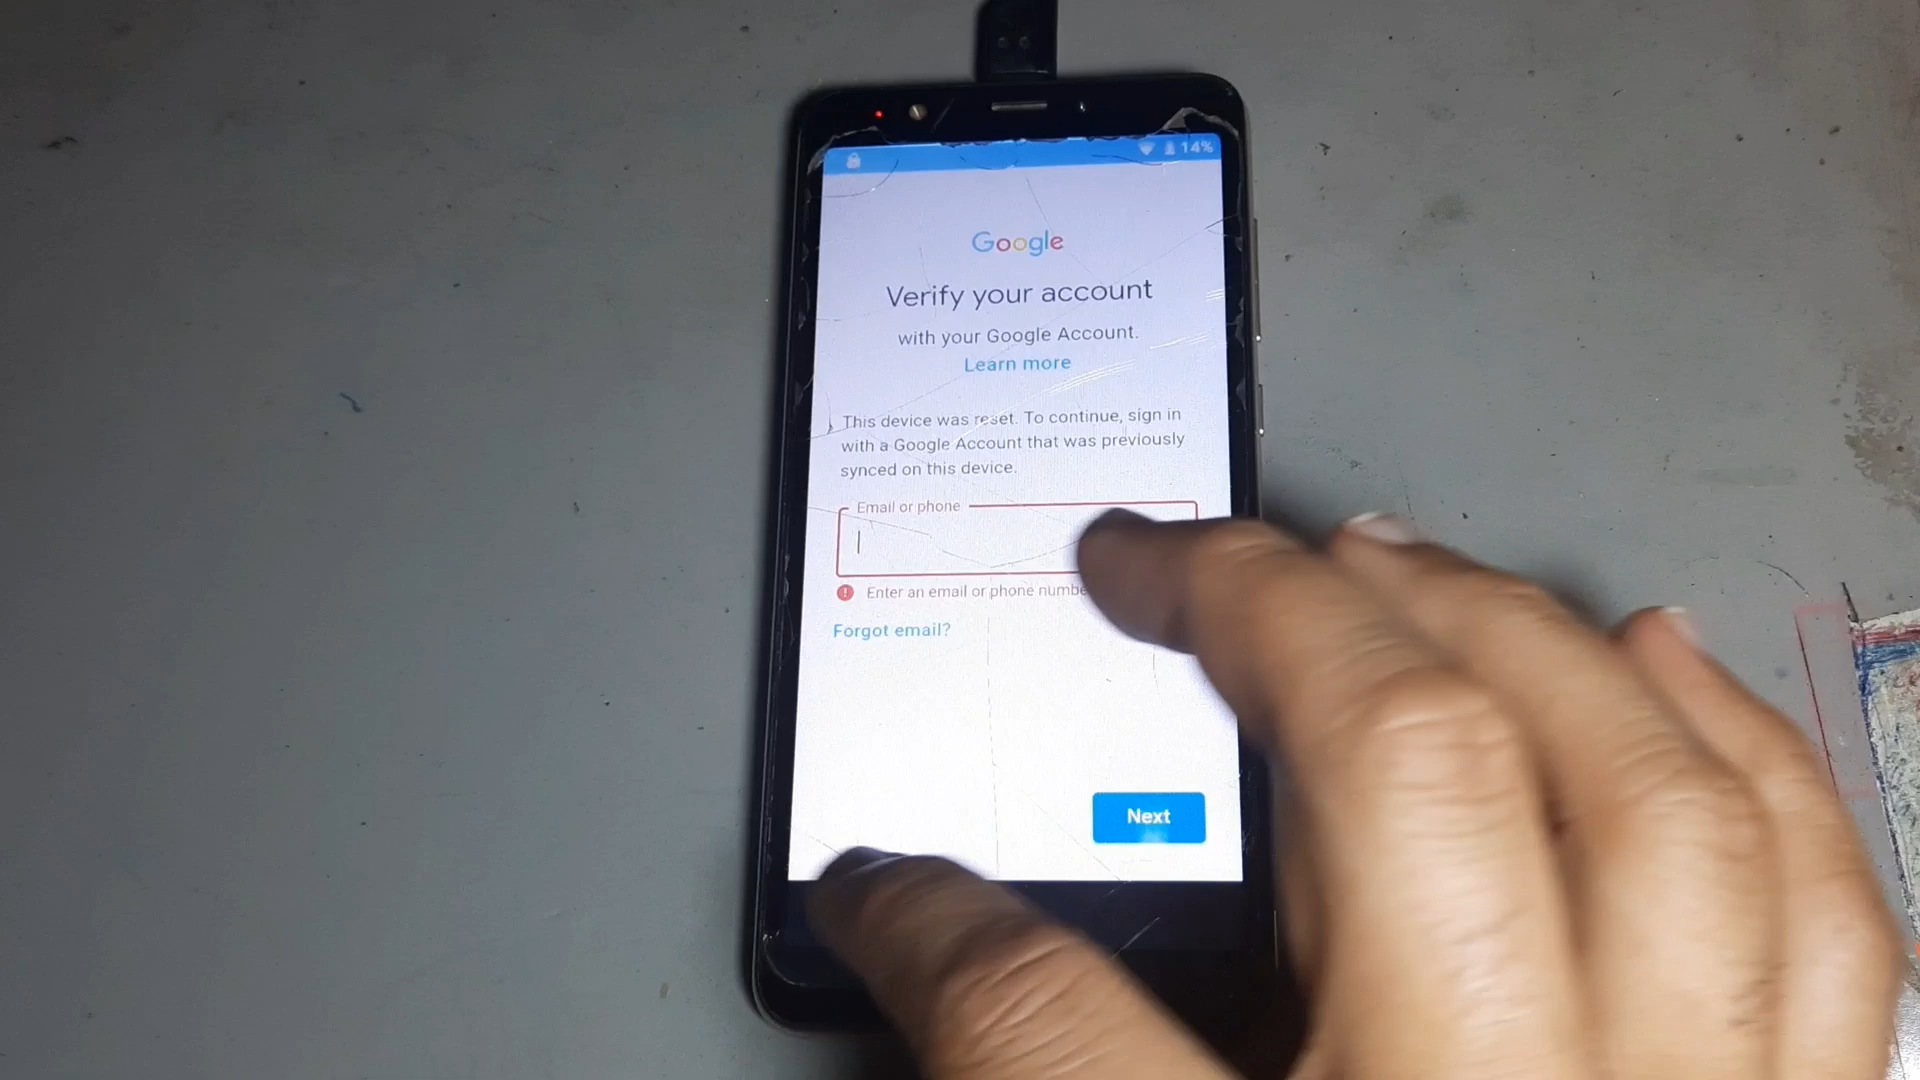 14%
Google
Verify your account
with your Google Account.
Learn more
This device was reset. To continue, sign in
with a Google Account that was previously
synced on this device.
Email or phone
Enter an email or phone
Forgot email?
Next